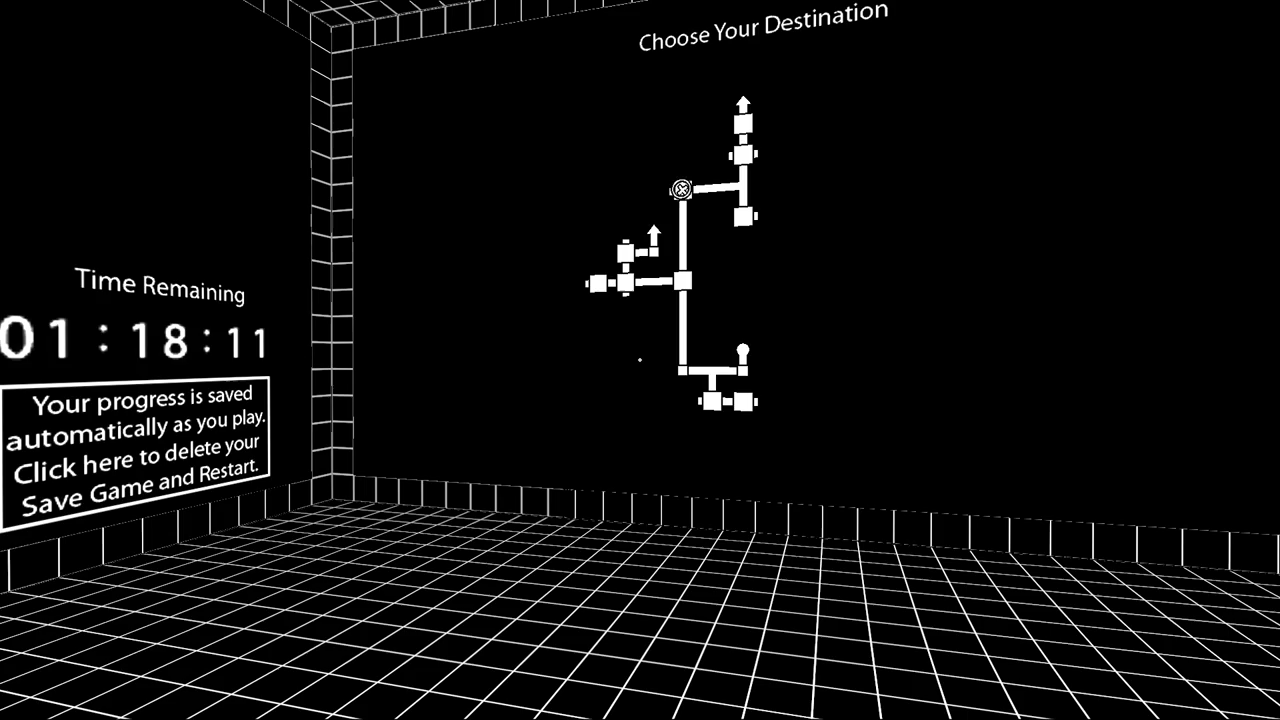 Choose Your Destination
Time Remaining
01:18:11
Your progress is saved
automatically as you play.
Click here to delete your
Save Game and Restart.